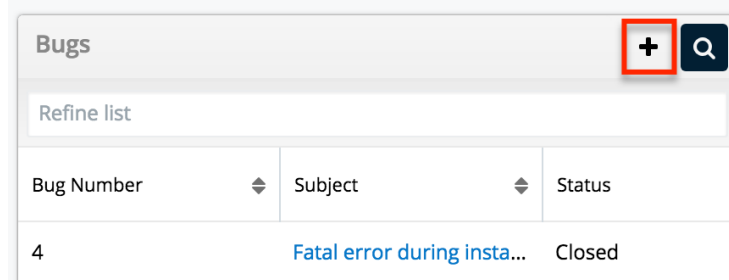 Bugs
Refine list
Bug Number Subject Status
4 Fatal error during insta... Closed